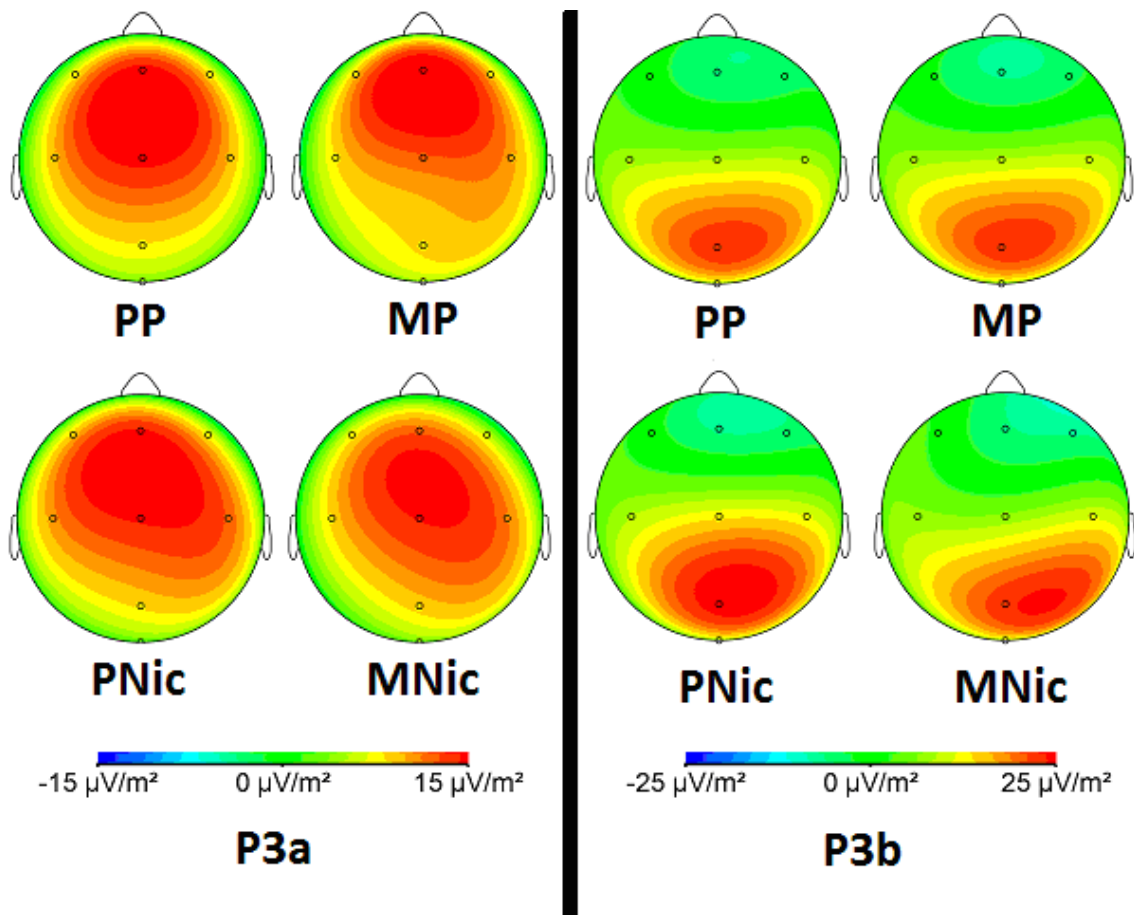 PP MP PP MP
PNic MNic PNic MNic
-15 µV/m² 0 µV/m² 15 µV/m² -25 µV/m² 0 µV/m² 25 µV/m²
P3a P3b